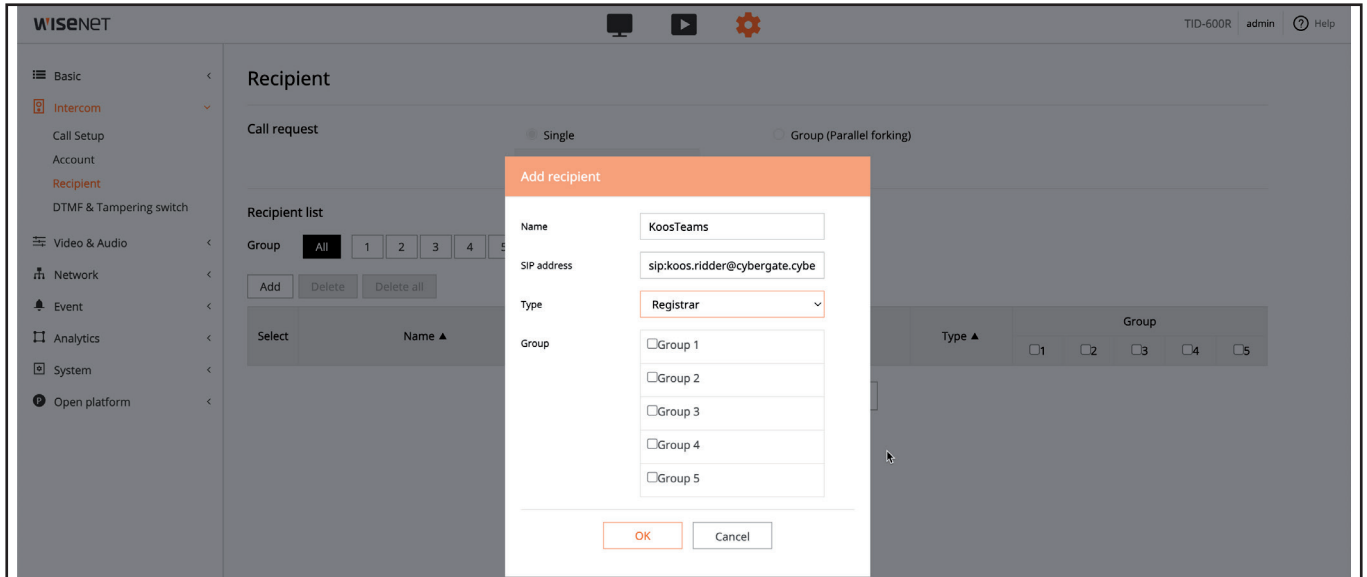 WISENET
TID-600R admin ? Help
Basic
Intercom
Call Setup
Account
Recipient
DTMF & Tampering switch
Video & Audio
Network
Event
Analytics
System
P Open platform
Recipient
Call request
Single
Group (Parallel forking)
Recipient list
Group All 1 2 3 4 5
Add Delete Delete all
Select Name ▲ Type ▲ Group
1 2 3 4 5
Add recipient
Name KoosTeams
SIP address sip:koos.ridder@cybergate.cybe
Type Registrar
Group Group 1
Group 2
Group 3
Group 4
Group 5
OK Cancel